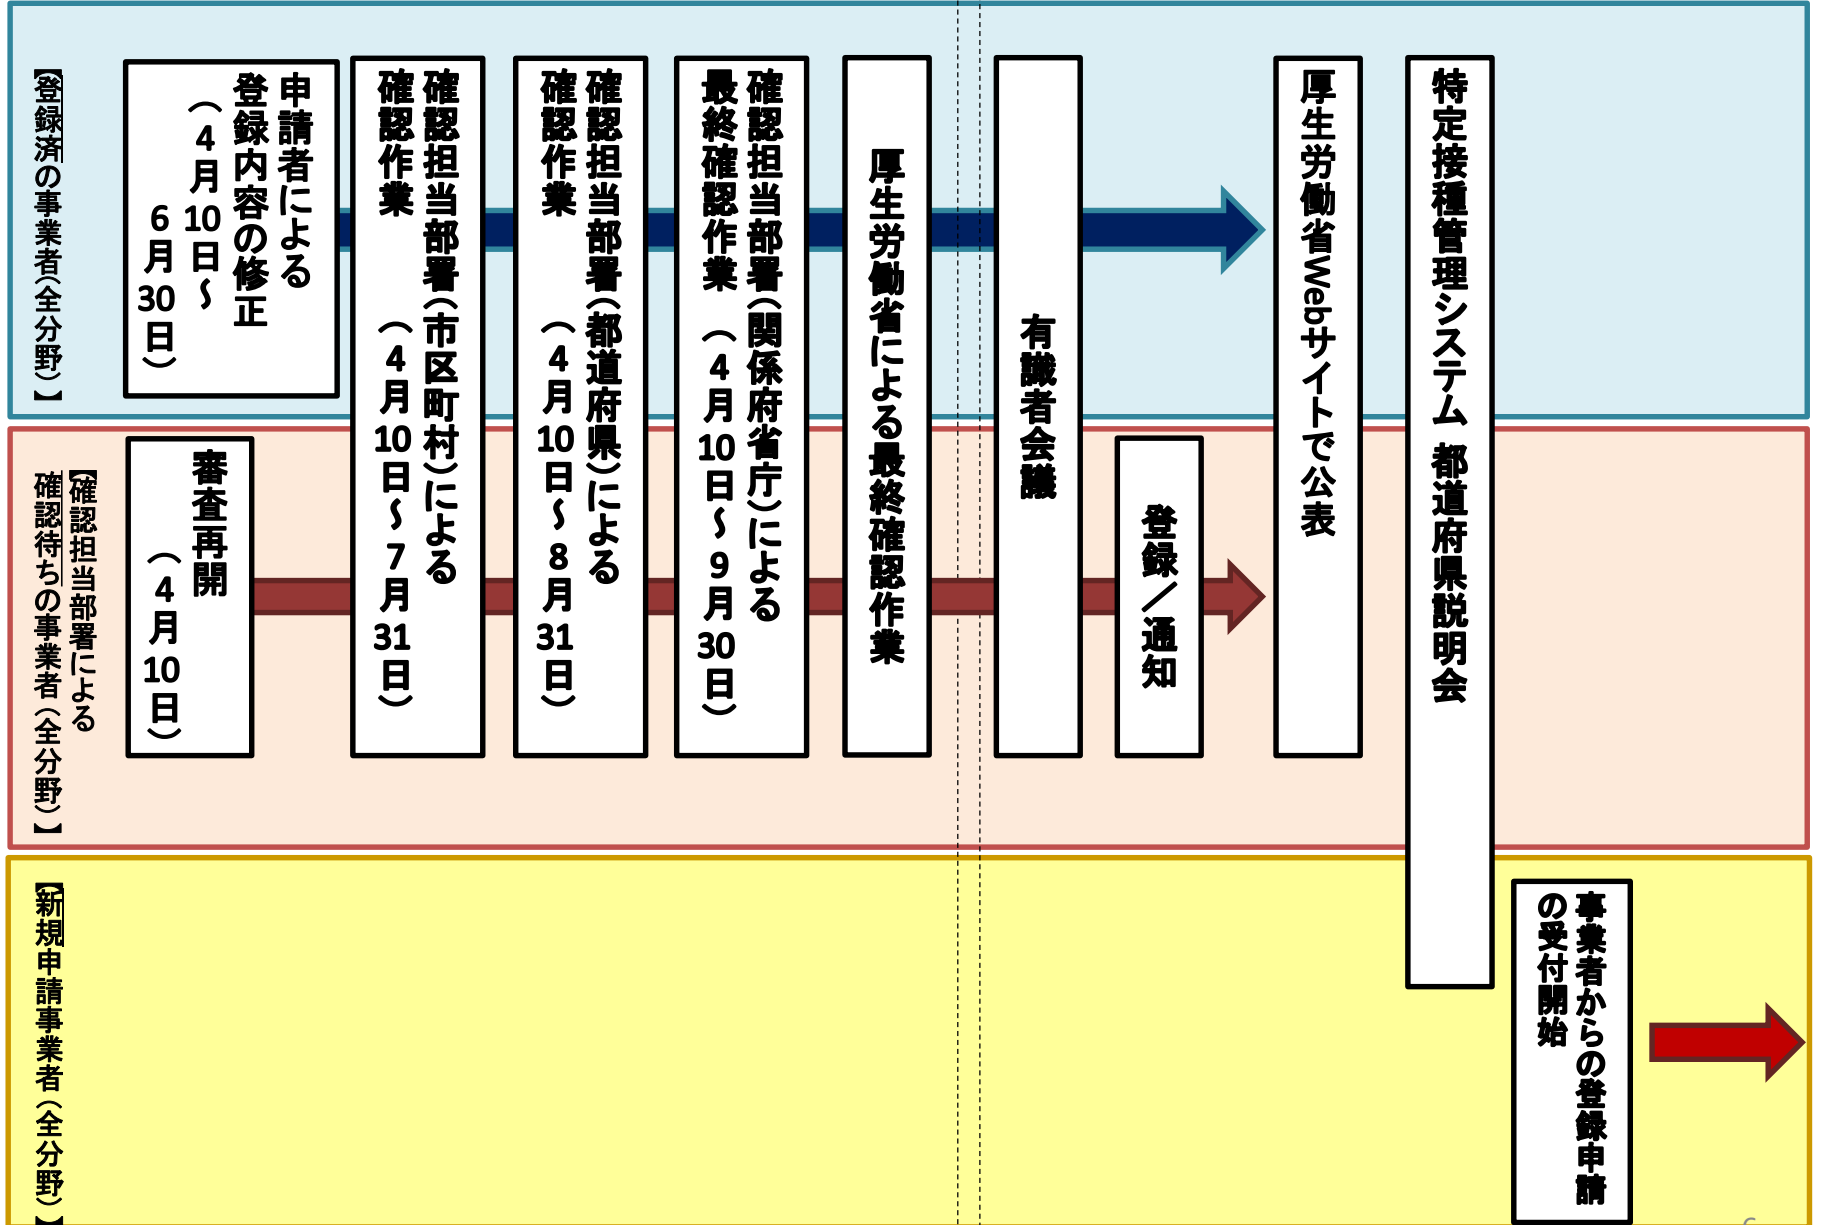 【登録済の事業者（全分野）】
申請者による
登録内容の修正
（４月10日～
６月30日）
確認担当部署（市区町村）による
確認作業　　（４月10日～７月31日）
確認担当部署（都道府県）による
確認作業　　（４月10日～８月31日）
確認担当部署（関係府省庁）による
最終確認作業　（４月10日～９月30日）
厚生労働省による最終確認作業
有識者会議
厚生労働省Webサイトで公表
特定接種管理システム 都道府県説明会
【確認担当部署による
確認待ちの事業者（全分野）】
審査再開
（４月10日）
登録／通知
【新規申請事業者（全分野）】
事業者からの登録申請
の受付開始